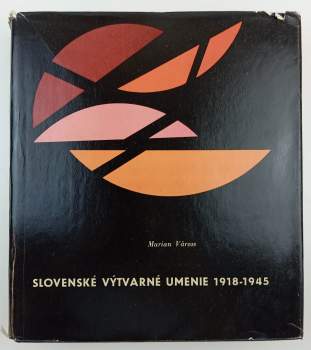 Marian Váross
SLOVENSKÉ VÝTVARNÉ UMENIE 1918-1945